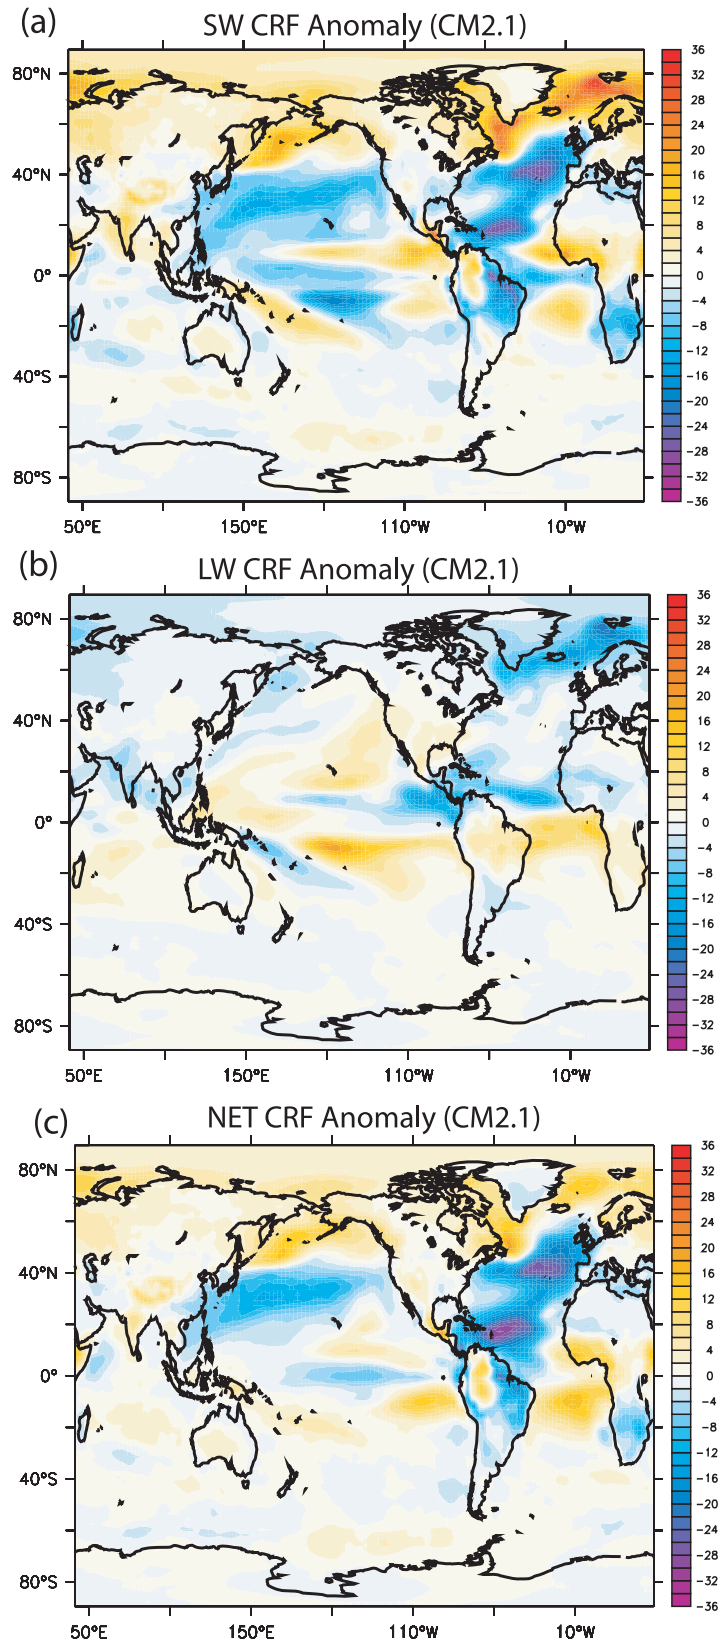 (a)
SW CRF Anomaly (CM2.1)
80°N
40°N
0°
40°S
80°S
50°E
150°E
110°W
10°W
36
32
28
24
20
16
12
8
4
0
-4
-8
-12
-16
-20
-24
-28
-32
-36
(b)
LW CRF Anomaly (CM2.1)
80°N
40°N
0°
40°S
80°S
50°E
150°E
110°W
10°W
36
32
28
24
20
16
12
8
4
0
-4
-8
-12
-16
-20
-24
-28
-32
-36
(c)
NET CRF Anomaly (CM2.1)
80°N
40°N
0°
40°S
80°S
50°E
150°E
110°W
10°W
36
32
28
24
20
16
12
8
4
0
-4
-8
-12
-16
-20
-24
-28
-32
-36